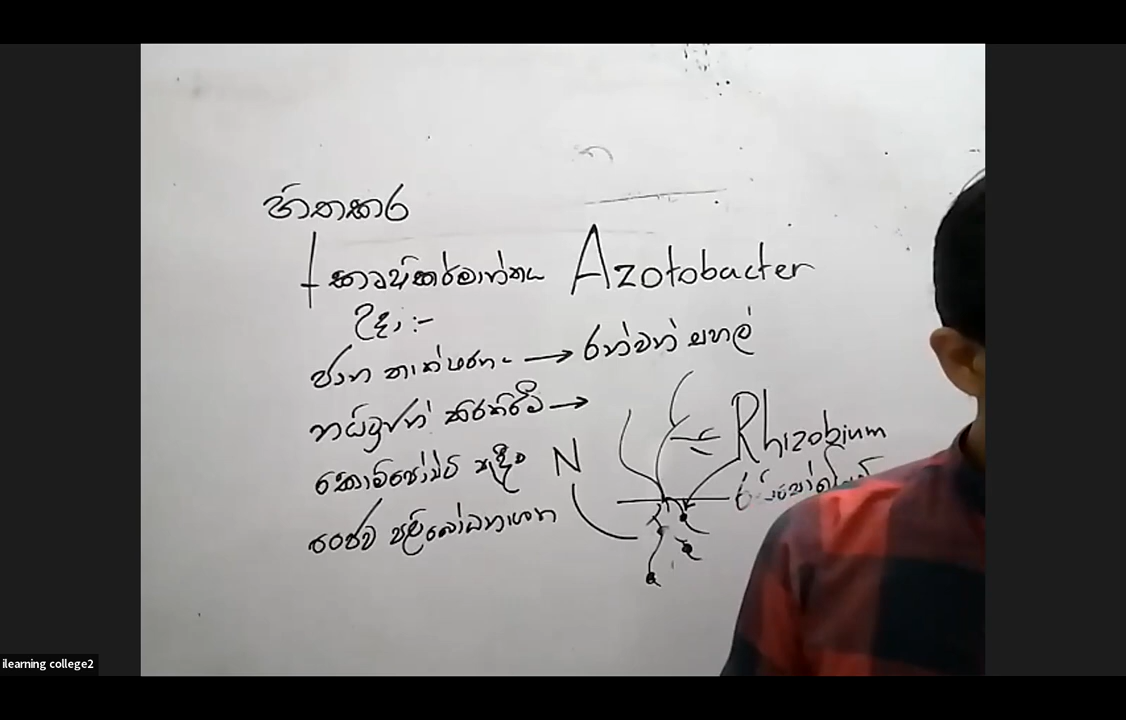 හිතකර
කෘෂිකර්මාන්තය Azotobacter
උදා :-
ජාන තාක්ෂණය → රන්වන් සහල්
නයිට්‍රජන් තිරකිරීම →
Rhizobium
කොම්පෝස්ට් සෑදීම N
ජෛව පළිබෝධනාශක
ilearning college2